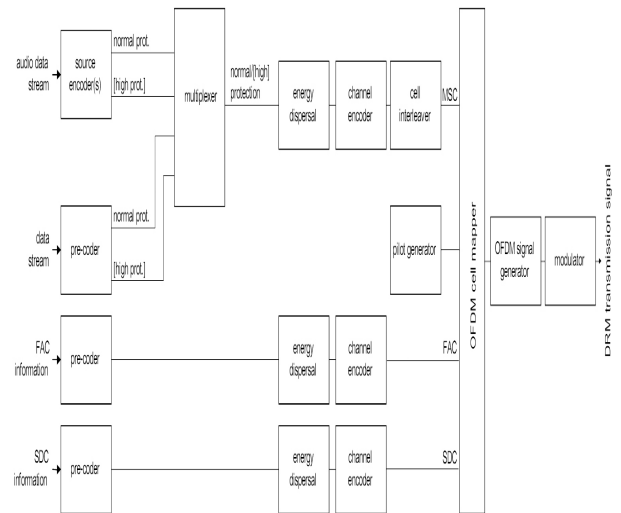 audio data
stream
source
encoder(s)
normal prot.
[high prot.]
multiplexer
normal/[high]
protection
energy
dispersal
channel
encoder
cell
interleaver
MSC
data
stream
pre-coder
normal prot.
[high prot.]
pilot generator
OFDM cell mapper
OFDM signal
generator
modulator
DRM transmission signal
FAC
information
pre-coder
energy
dispersal
channel
encoder
FAC
SDC
information
pre-coder
energy
dispersal
channel
encoder
SDC